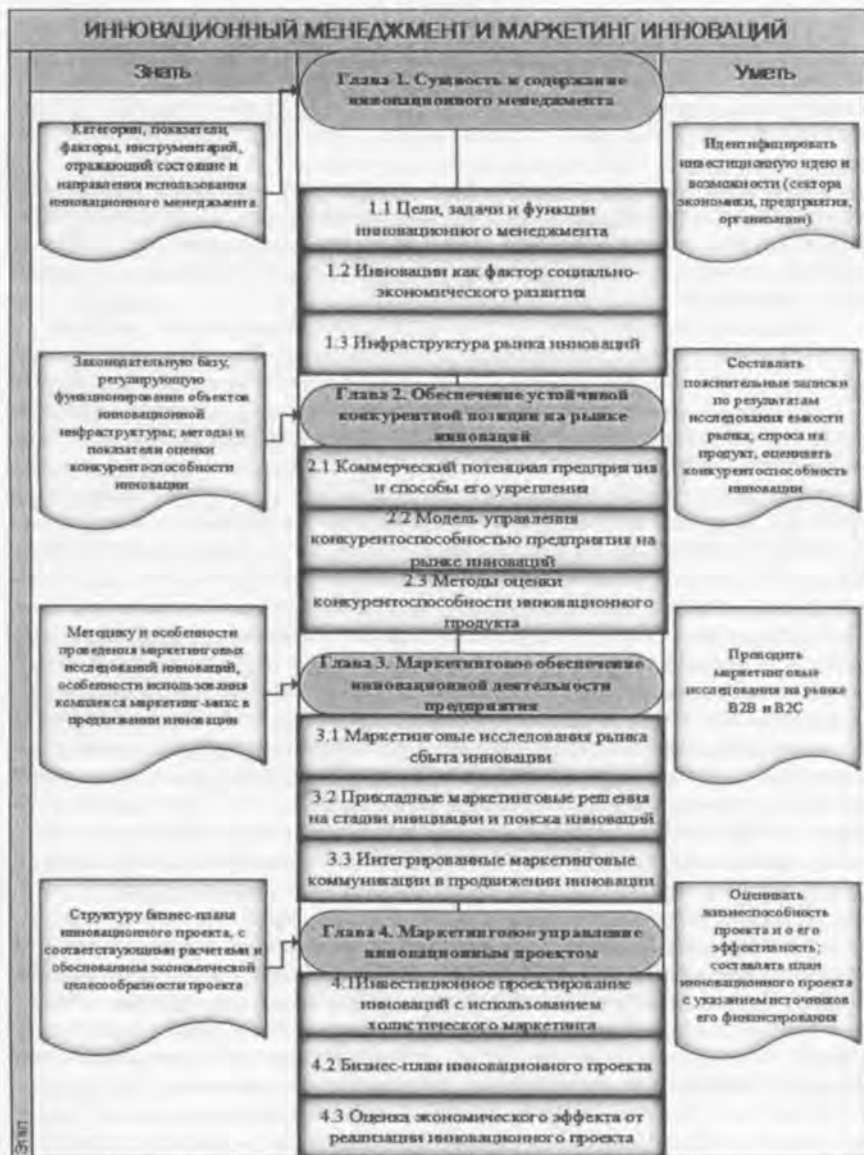 ИННОВАЦИОННЫЙ МЕНЕДЖМЕНТ И МАРКЕТИНГ ИННОВАЦИЙ
Знать
Уметь
Глава 1. Сущность и содержание
инновационного менеджмента
Категории, показатели,
факторы, инструментарий,
отражающий состояние и
направления использования
инновационного менеджмента
Идентифицировать
инвестиционную идею и
возможности (сектора
экономики, предприятия,
организации)
1.1 Цели, задачи и функции
инновационного менеджмента
1.2 Инновации как фактор социально-
экономического развития
1.3 Инфраструктура рынка инноваций
Законодательную базу,
регулирующую
функционирование объектов
инновационной
инфраструктуры; методы и
показатели оценки
конкурентоспособности
инновации
Глава 2. Обеспечение устойчивой
конкурентной позиции на рынке
инноваций
Составлять
пояснительные записки
по результатам
исследования емкости
рынка, спроса на
продукт, оценивать
конкурентоспособность
инновации
2.1 Коммерческий потенциал предприятия
и способы его укрепления
2.2 Модель управления
конкурентоспособностью предприятия на
рынке инноваций
2.3 Методы оценки
конкурентоспособности инновационного
продукта
Методику и особенности
проведения маркетинговых
исследований инноваций,
особенности использования
комплекса маркетинг-микс в
продвижении инновации
Глава 3. Маркетинговое обеспечение
инновационной деятельности
предприятия
Проводить
маркетинговые
исследования на рынке
B2B и B2C
3.1 Маркетинговые исследования рынка
сбыта инновации
3.2 Прикладные маркетинговые решения
на стадии инициации и поиска инноваций
3.3 Интегрированные маркетинговые
коммуникации в продвижении инновации
Структуру бизнес-плана
инновационного проекта, с
соответствующими расчетами и
обоснованием экономической
целесообразности проекта
Глава 4. Маркетинговое управление
инновационным проектом
Оценивать
жизнеспособность
проекта и о его
эффективность;
составлять план
инновационного проекта
с указанием источников
его финансирования
4.1Инвестиционное проектирование
инноваций с использованием
холистического маркетинга
4.2 Бизнес-план инновационного проекта
4.3 Оценка экономического эффекта от
реализации инновационного проекта
Этап